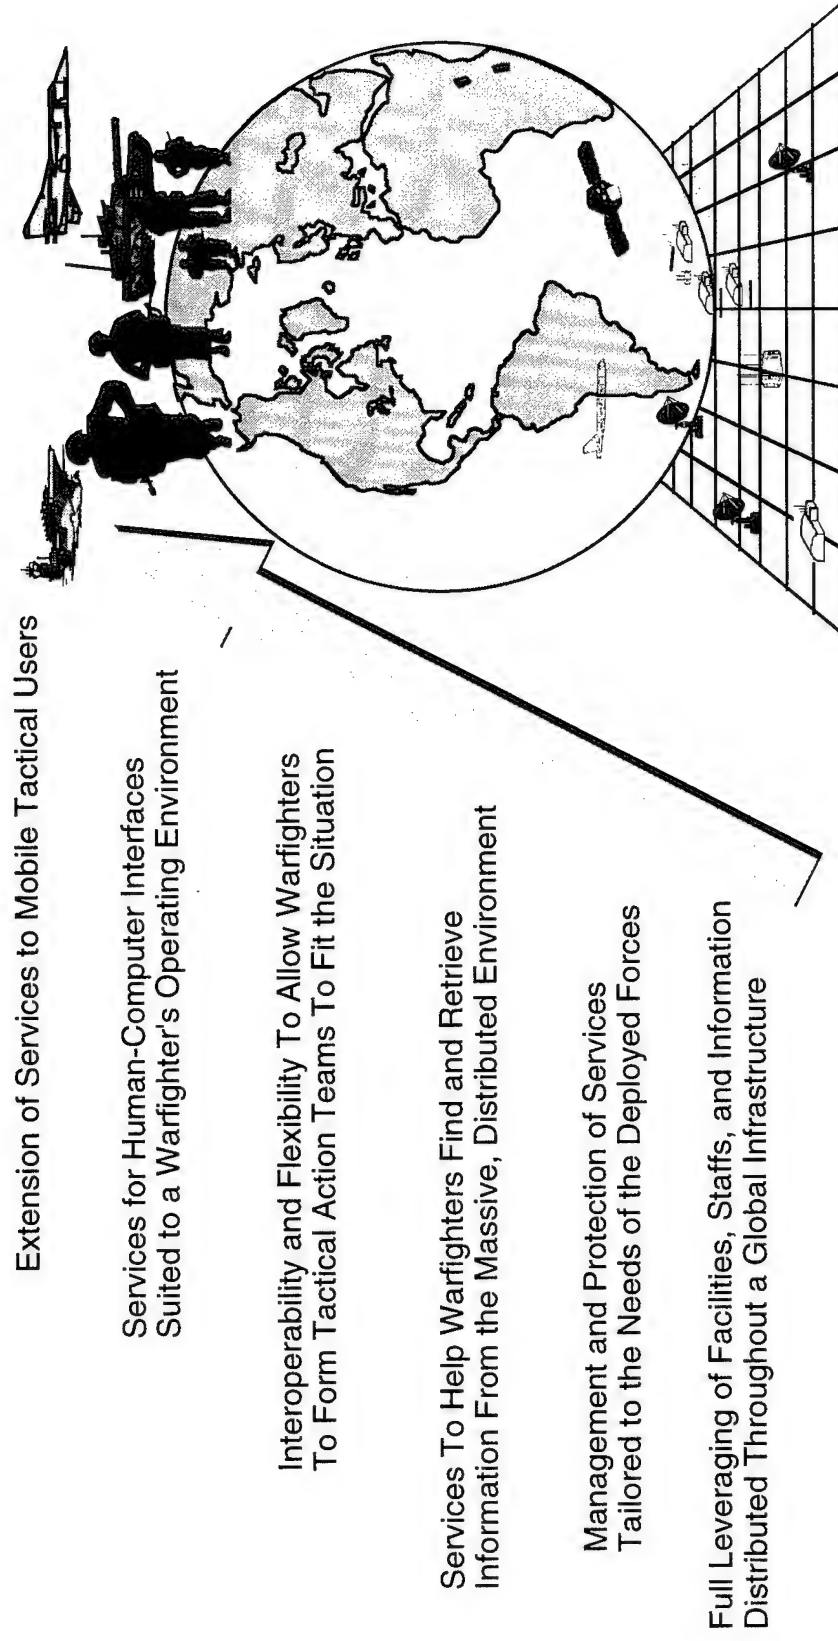 Extension of Services to Mobile Tactical Users
Services for Human-Computer Interfaces
Suited to a Warfighter's Operating Environment
Interoperability and Flexibility To Allow Warfighters
To Form Tactical Action Teams To Fit the Situation
Services To Help Warfighters Find and Retrieve
Information From the Massive, Distributed Environment
Management and Protection of Services
Tailored to the Needs of the Deployed Forces
Full Leveraging of Facilities, Staffs, and Information
Distributed Throughout a Global Infrastructure